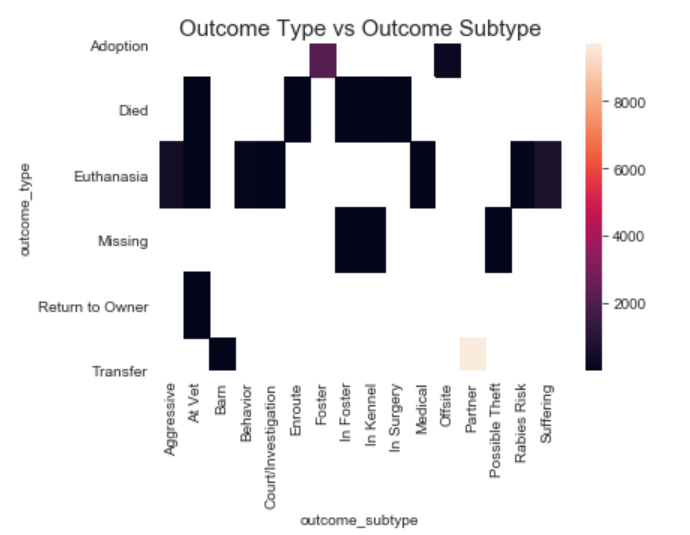 Outcome Type vs Outcome Subtype
Adoption
Died
Euthanasia
Missing
Return to Owner
Transfer
outcome_type
Aggressive
At Vet
Barn
Behavior
Court/Investigation
Enroute
Foster
In Foster
In Kennel
In Surgery
Medical
Offsite
Partner
Possible Theft
Rabies Risk
Suffering
outcome_subtype
8000
6000
4000
2000